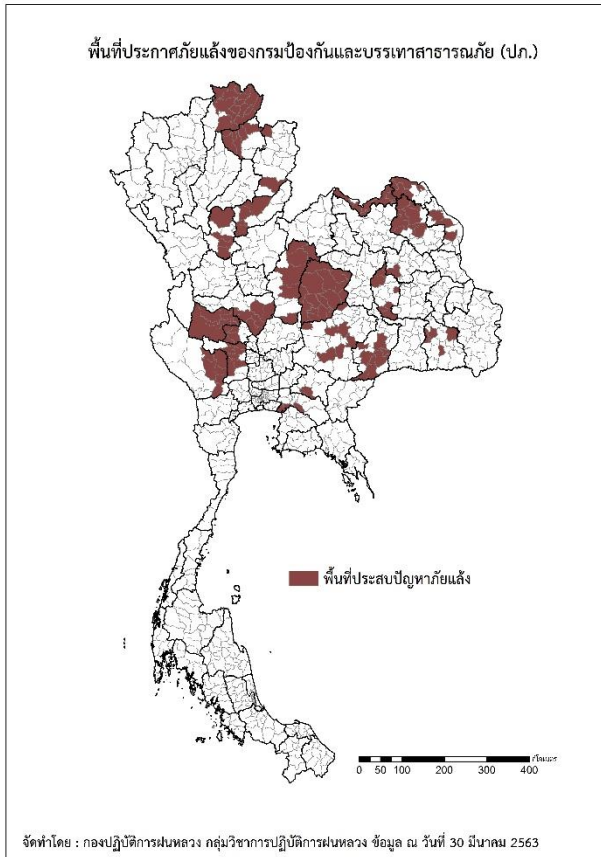 พื้นที่ประกาศภัยแล้งของกรมป้องกันและบรรเทาสาธารณภัย (ปภ.)
พื้นที่ประสบปัญหาภัยแล้ง
กิโลเมตร
0 50 100 200 300 400
จัดทำโดย : กองปฏิบัติการฝนหลวง กลุ่มวิชาการปฏิบัติการฝนหลวง ข้อมูล ณ วันที่ 30 มีนาคม 2563